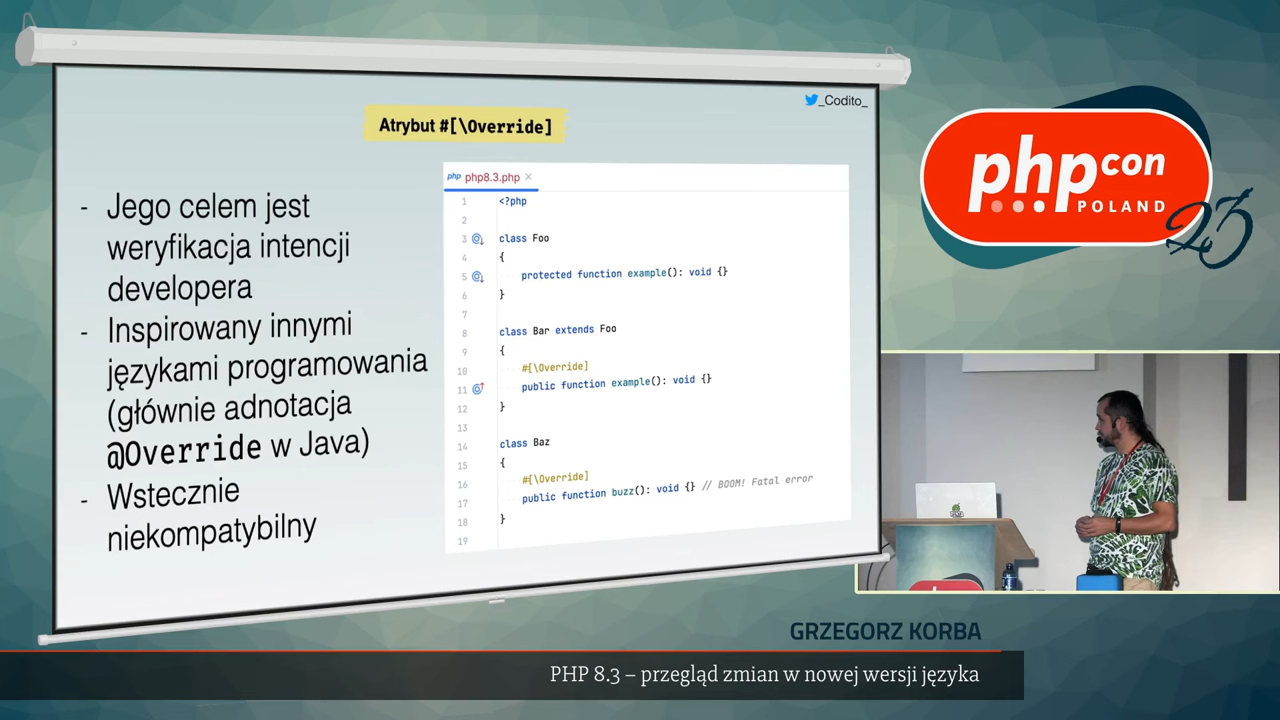 _Codito_
Atrybut #[\Override]
- Jego celem jest
weryfikacja intencji
developera
- Inspirowany innymi
językami programowania
(głównie adnotacja
@Override w Java)
- Wstecznie
niekompatybilny
php php8.3.php ×
1 <?php
2
3 class Foo
4 {
5 protected function example(): void {}
6 }
7
8 class Bar extends Foo
9 {
10 #[\Override]
11 public function example(): void {}
12 }
13
14 class Baz
15 {
16 #[\Override]
17 public function buzz(): void {} // BOOM! Fatal error
18 }
19
phpcon
POLAND
23
GRZEGORZ KORBA
PHP 8.3 – przegląd zmian w nowej wersji języka